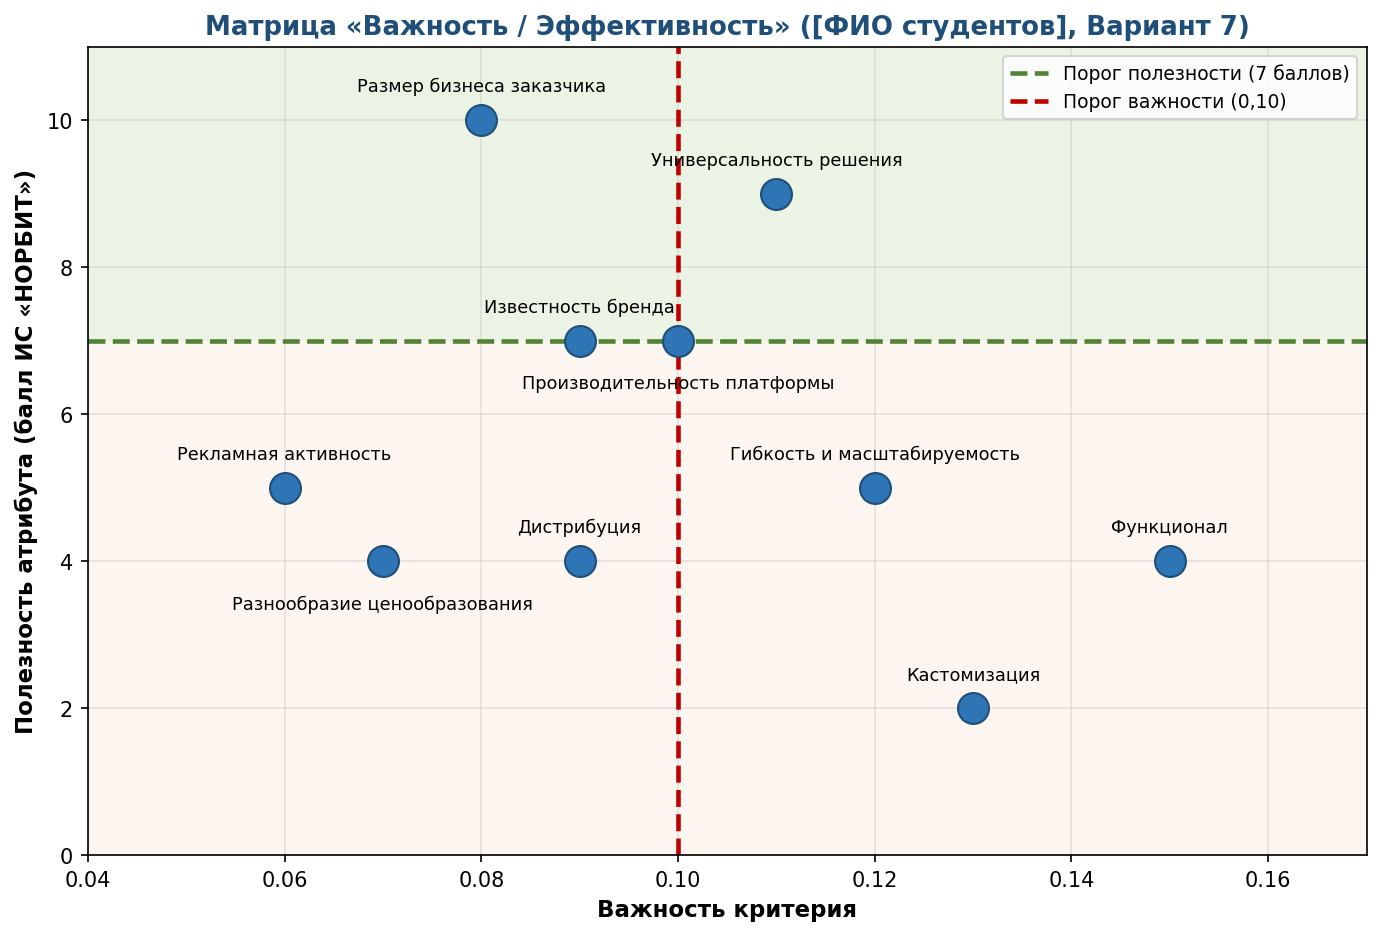 Матрица «Важность / Эффективность» ([ФИО студентов], Вариант 7)
Порог полезности (7 баллов)
Порог важности (0,10)
Размер бизнеса заказчика
Универсальность решения
Известность бренда
Производительность платформы
Рекламная активность
Гибкость и масштабируемость
Дистрибуция
Функционал
Разнообразие ценообразования
Кастомизация
Полезность атрибута (балл ИС «НОРБИТ»)
10
8
6
4
2
0
0.04 0.06 0.08 0.10 0.12 0.14 0.16
Важность критерия